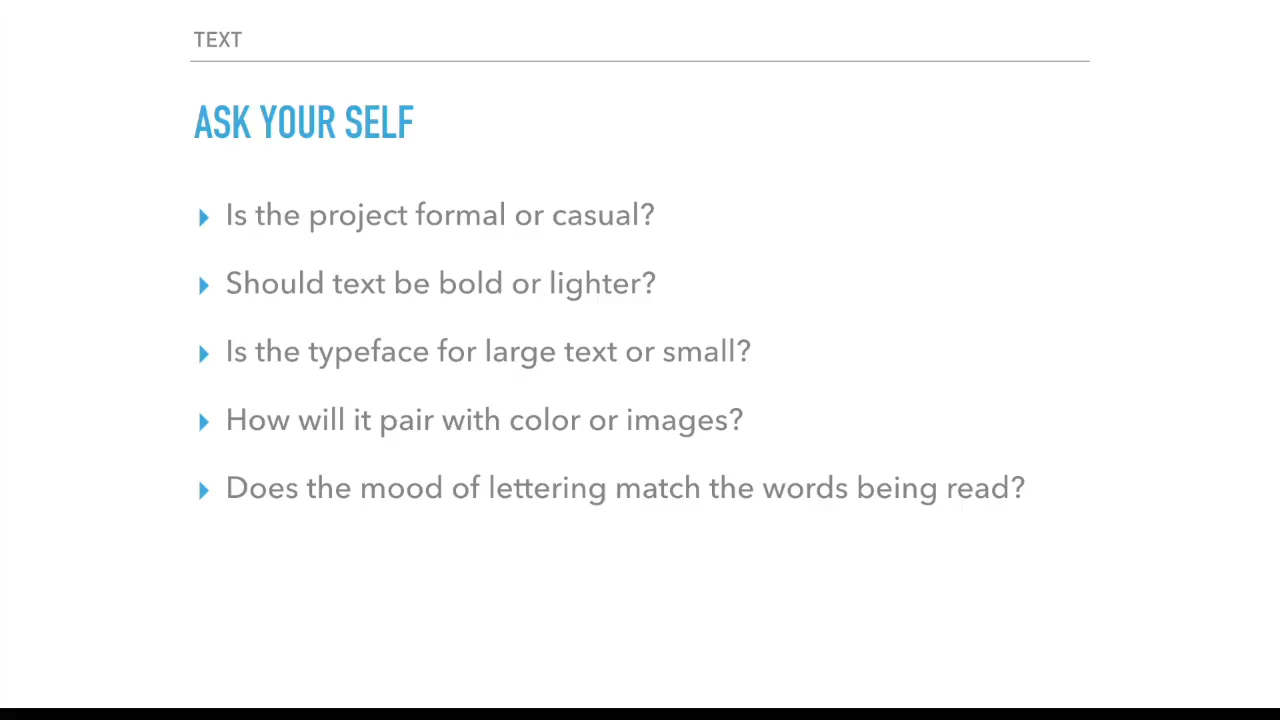 TEXT
ASK YOUR SELF
Is the project formal or casual?
Should text be bold or lighter?
Is the typeface for large text or small?
How will it pair with color or images?
Does the mood of lettering match the words being read?